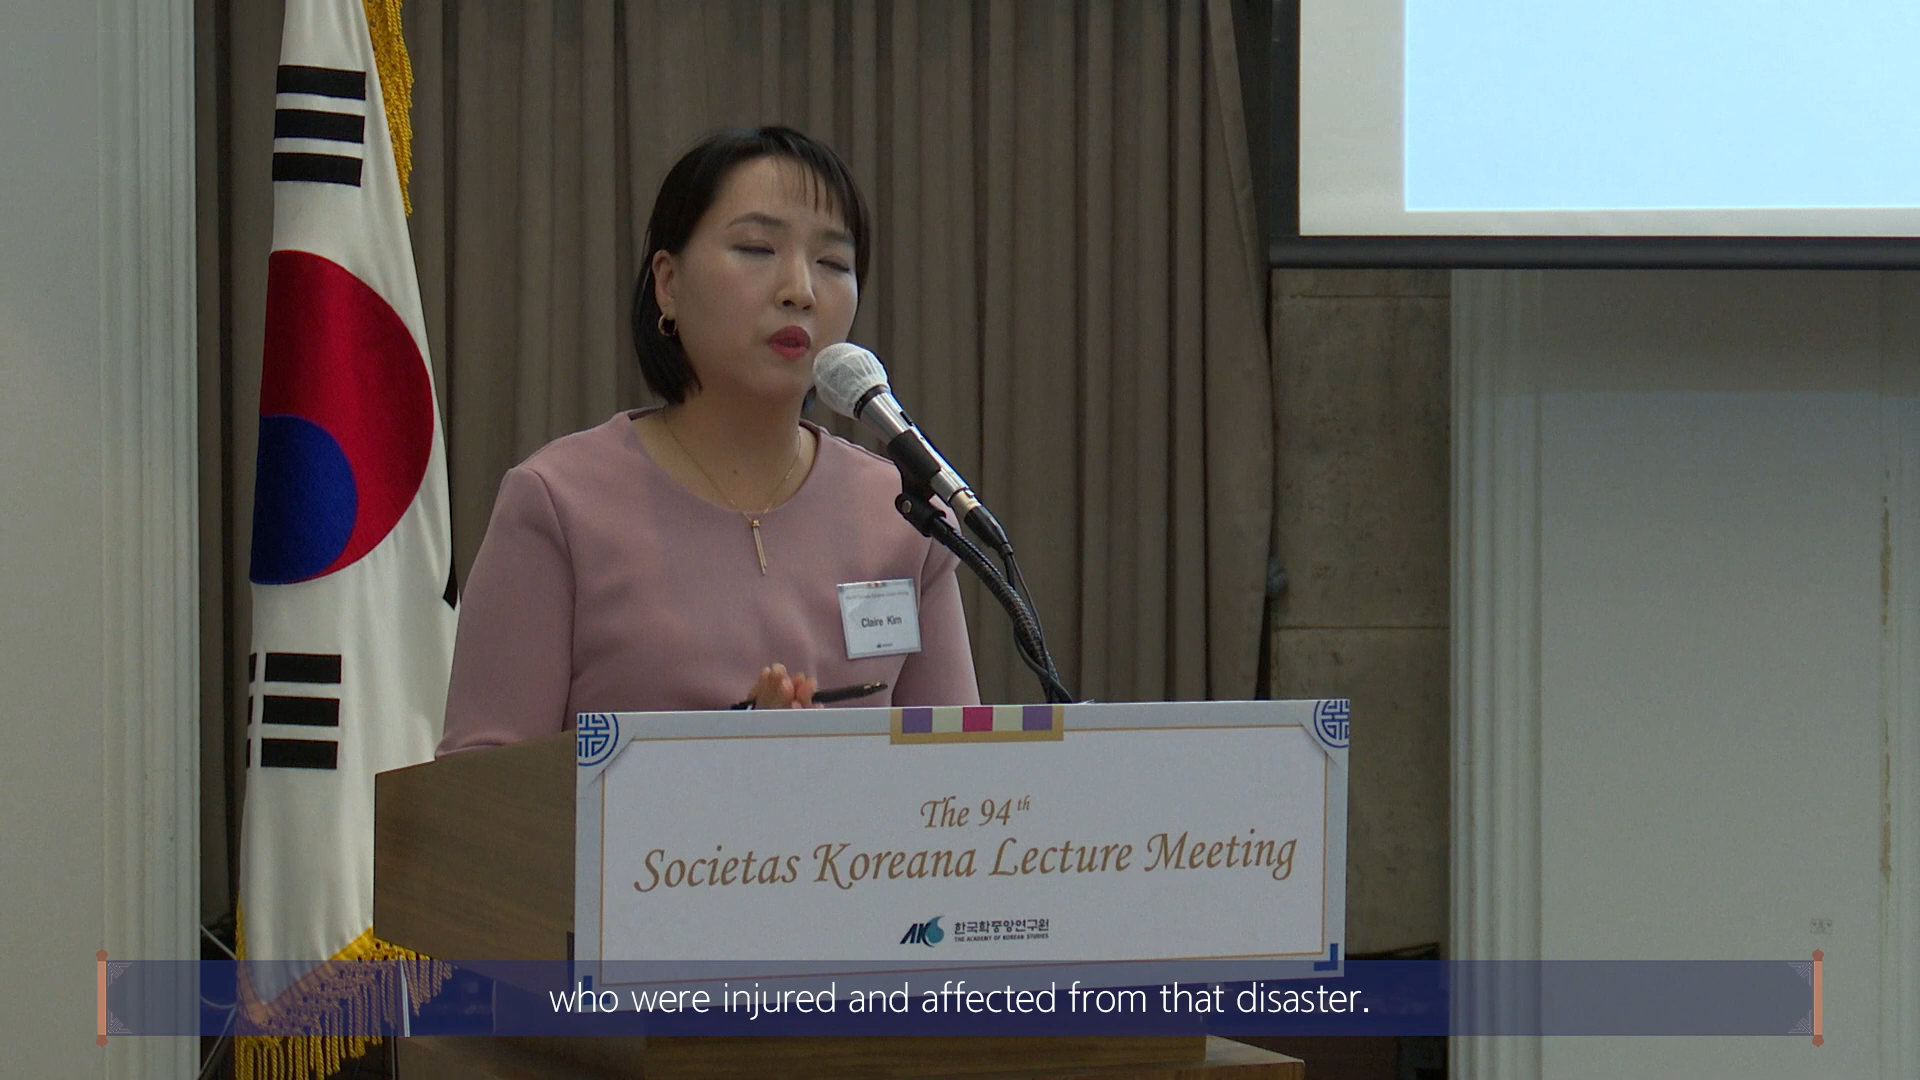 Claire Kim
The 94th
Societas Koreana Lecture Meeting
AKS 한국학중앙연구원
THE ACADEMY OF KOREAN STUDIES
who were injured and affected from that disaster.